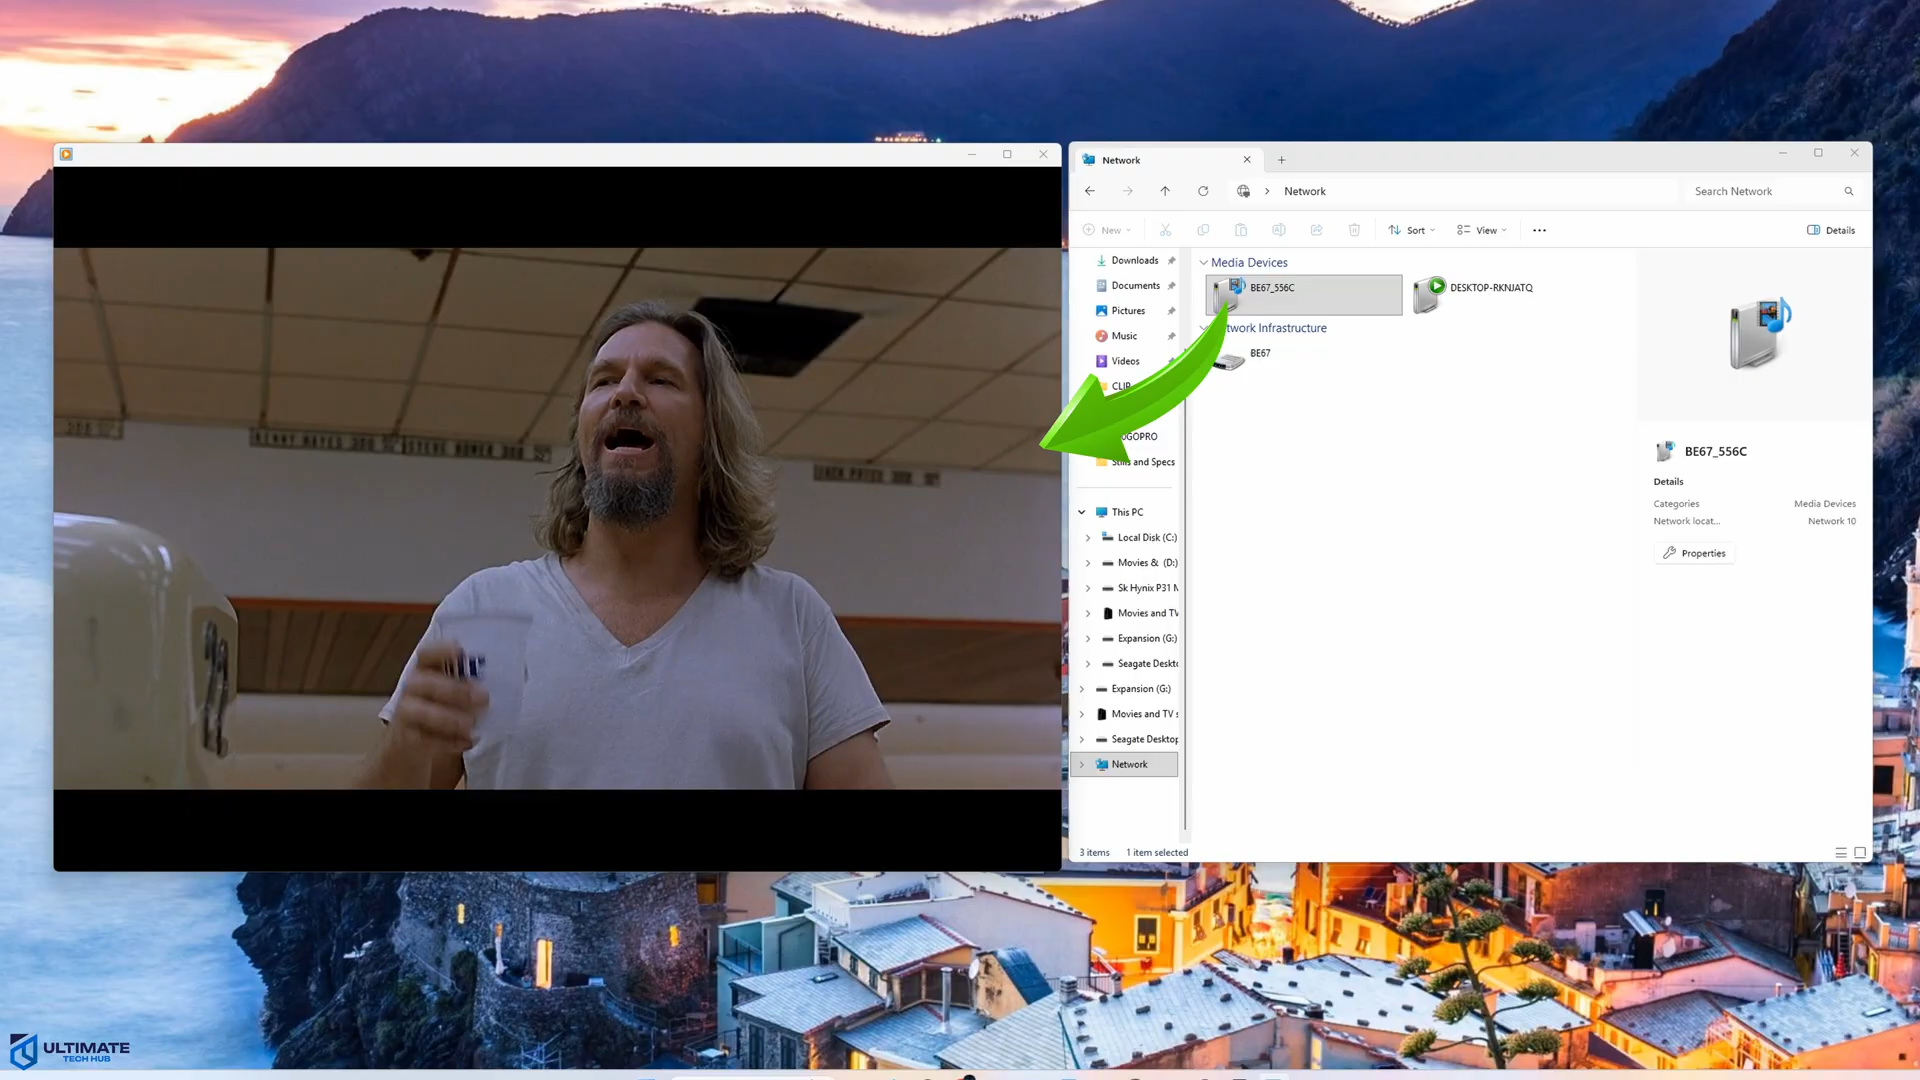 Network
Network
Search Network
New
Sort
View
Details
Downloads
Documents
Pictures
Music
Videos
CLIP
GOPRO
Stills and Specs
This PC
Local Disk (C:)
Movies & (D:)
Sk Hynix P31 M
Movies and TV
Expansion (G:)
Seagate Deskto
Expansion (G:)
Movies and TV s
Seagate Desktop
Network
Media Devices
BE67_556C
DESKTOP-RKNJATQ
twork Infrastructure
BE67
BE67_556C
Details
Categories
Media Devices
Network locat...
Network 10
Properties
3 items
1 item selected
ULTIMATE
TECH HUB